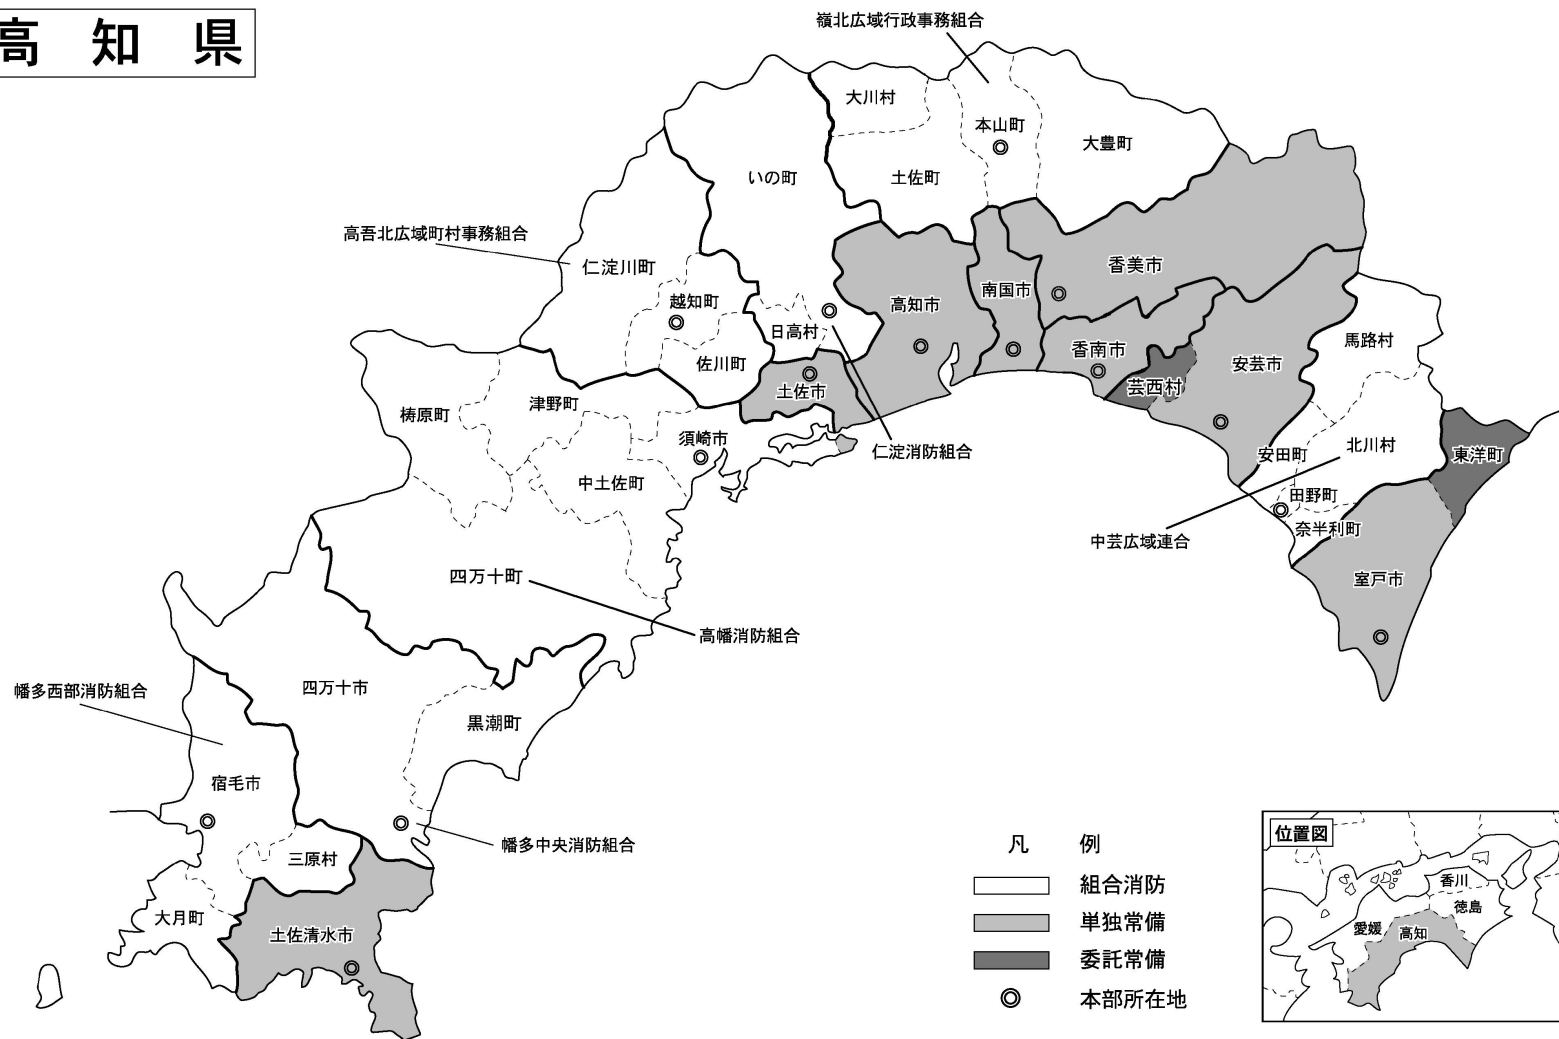 高知県
嶺北広域行政事務組合
大川村
本山町
大豊町
土佐町
いの町
高吾北広域町村事務組合
仁淀川町
越知町
佐川町
日高村
高知市
南国市
香美市
香南市
芸西村
安芸市
馬路村
土佐市
仁淀消防組合
梼原町
津野町
須崎市
中土佐町
安田町
北川村
東洋町
田野町
奈半利町
中芸広域連合
室戸市
四万十町
高幡消防組合
幡多西部消防組合
四万十市
黒潮町
宿毛市
幡多中央消防組合
三原村
大月町
土佐清水市
凡例
組合消防
単独常備
委託常備
本部所在地
位置図
香川
徳島
愛媛
高知